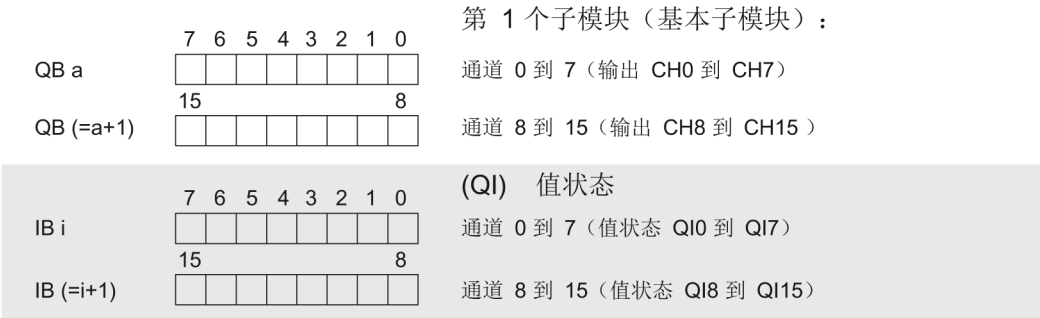 第 1 个子模块（基本子模块）：
7 6 5 4 3 2 1 0
QB a 通道 0 到 7（输出 CH0 到 CH7）
15 8
QB (=a+1) 通道 8 到 15（输出 CH8 到 CH15 ）
(QI) 值状态
7 6 5 4 3 2 1 0
IB i 通道 0 到 7（值状态 QI0 到 QI7）
15 8
IB (=i+1) 通道 8 到 15（值状态 QI8 到 QI15）